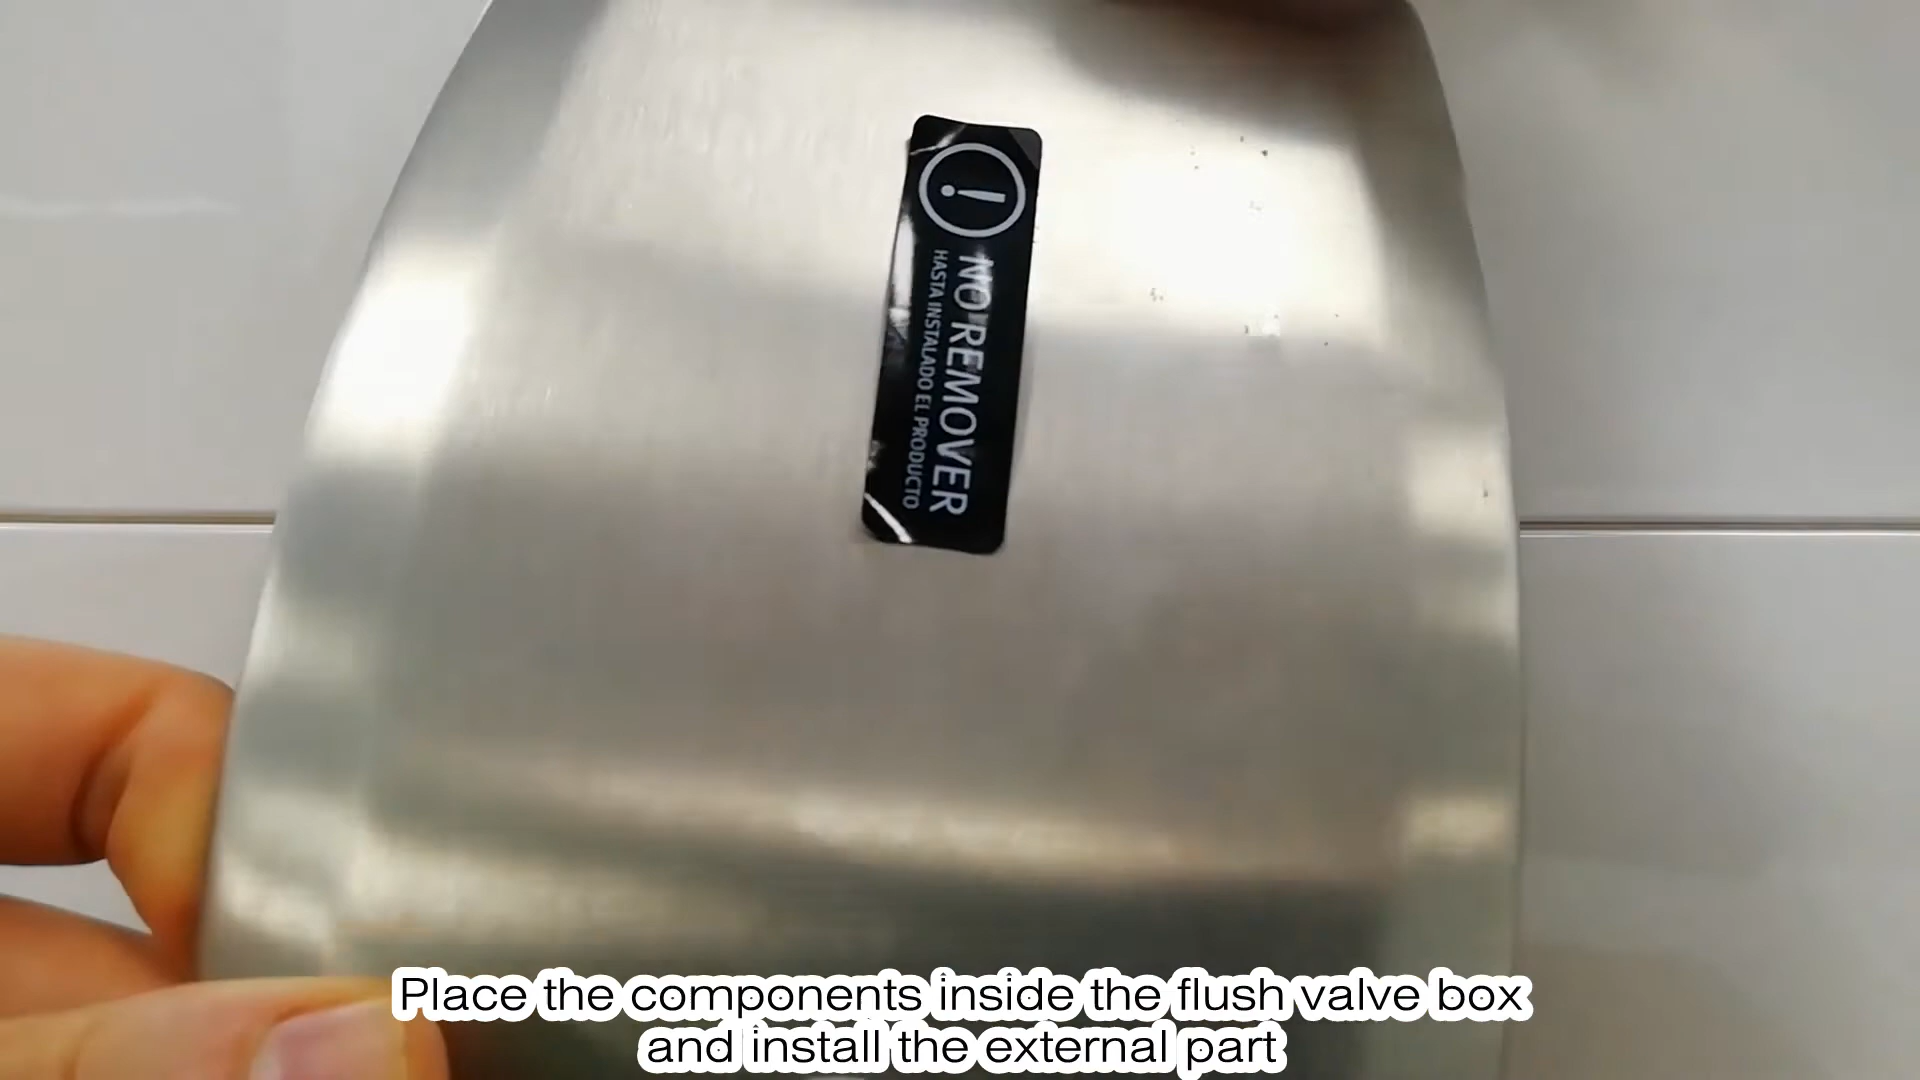 NO REMOVER
HASTA INSTALADO EL PRODUCTO
Place the components inside the flush valve box
and install the external part